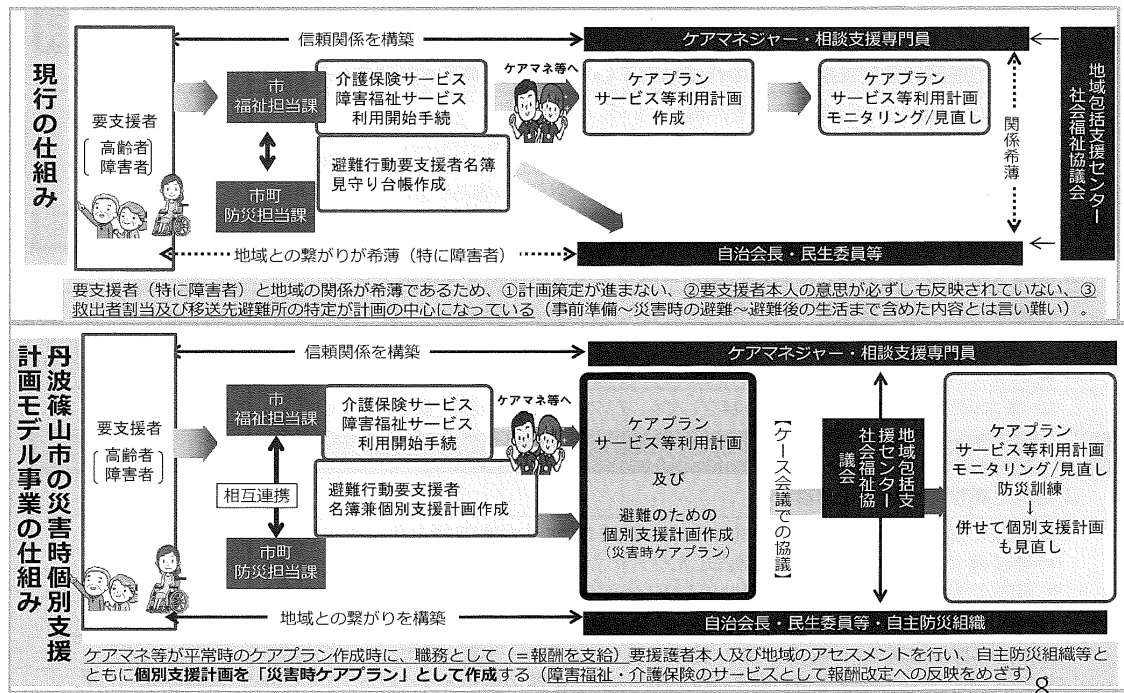 現行の仕組み
信頼関係を構築
ケアマネジャー・相談支援専門員
要支援者
高齢者
障害者
市
福祉担当課
介護保険サービス
障害福祉サービス
利用開始手続
ケアマネ等へ
ケアプラン
サービス等利用計画
作成
ケアプラン
サービス等利用計画
モニタリング/見直し
関係希薄
地域包括支援センター
社会福祉協議会
避難行動要支援者名簿
見守り台帳作成
市町
防災担当課
地域との繋がりが希薄（特に障害者）
自治会長・民生委員等
要支援者（特に障害者）と地域の関係が希薄であるため、①計画策定が進まない、②要支援者本人の意思が必ずしも反映されていない、③
救出者割当及び移送先避難所の特定が計画の中心になっている（事前準備～災害時の避難～避難後の生活まで含めた内容とは言い難い）。
丹波篠山市の災害時個別支援
計画モデル事業の仕組み
信頼関係を構築
ケアマネジャー・相談支援専門員
要支援者
高齢者
障害者
市
福祉担当課
介護保険サービス
障害福祉サービス
利用開始手続
ケアマネ等へ
相互連携
避難行動要支援者
名簿兼個別支援計画作成
市町
防災担当課
ケアプラン
サービス等利用計画
及び
避難のための
個別支援計画作成
（災害時ケアプラン）
【ケース会議での協議】
地域包括支
援センター
社会福祉協
議会
ケアプラン
サービス等利用計画
モニタリング/見直し
防災訓練
↓
併せて個別支援計画
も見直し
地域との繋がりを構築
自治会長・民生委員等・自主防災組織
ケアマネ等が平常時のケアプラン作成時に、職務として（＝報酬を支給）要援護者本人及び地域のアセスメントを行い、自主防災組織等と
ともに個別支援計画を「災害時ケアプラン」として作成する（障害福祉・介護保険のサービスとして報酬改定への反映をめざす）
8